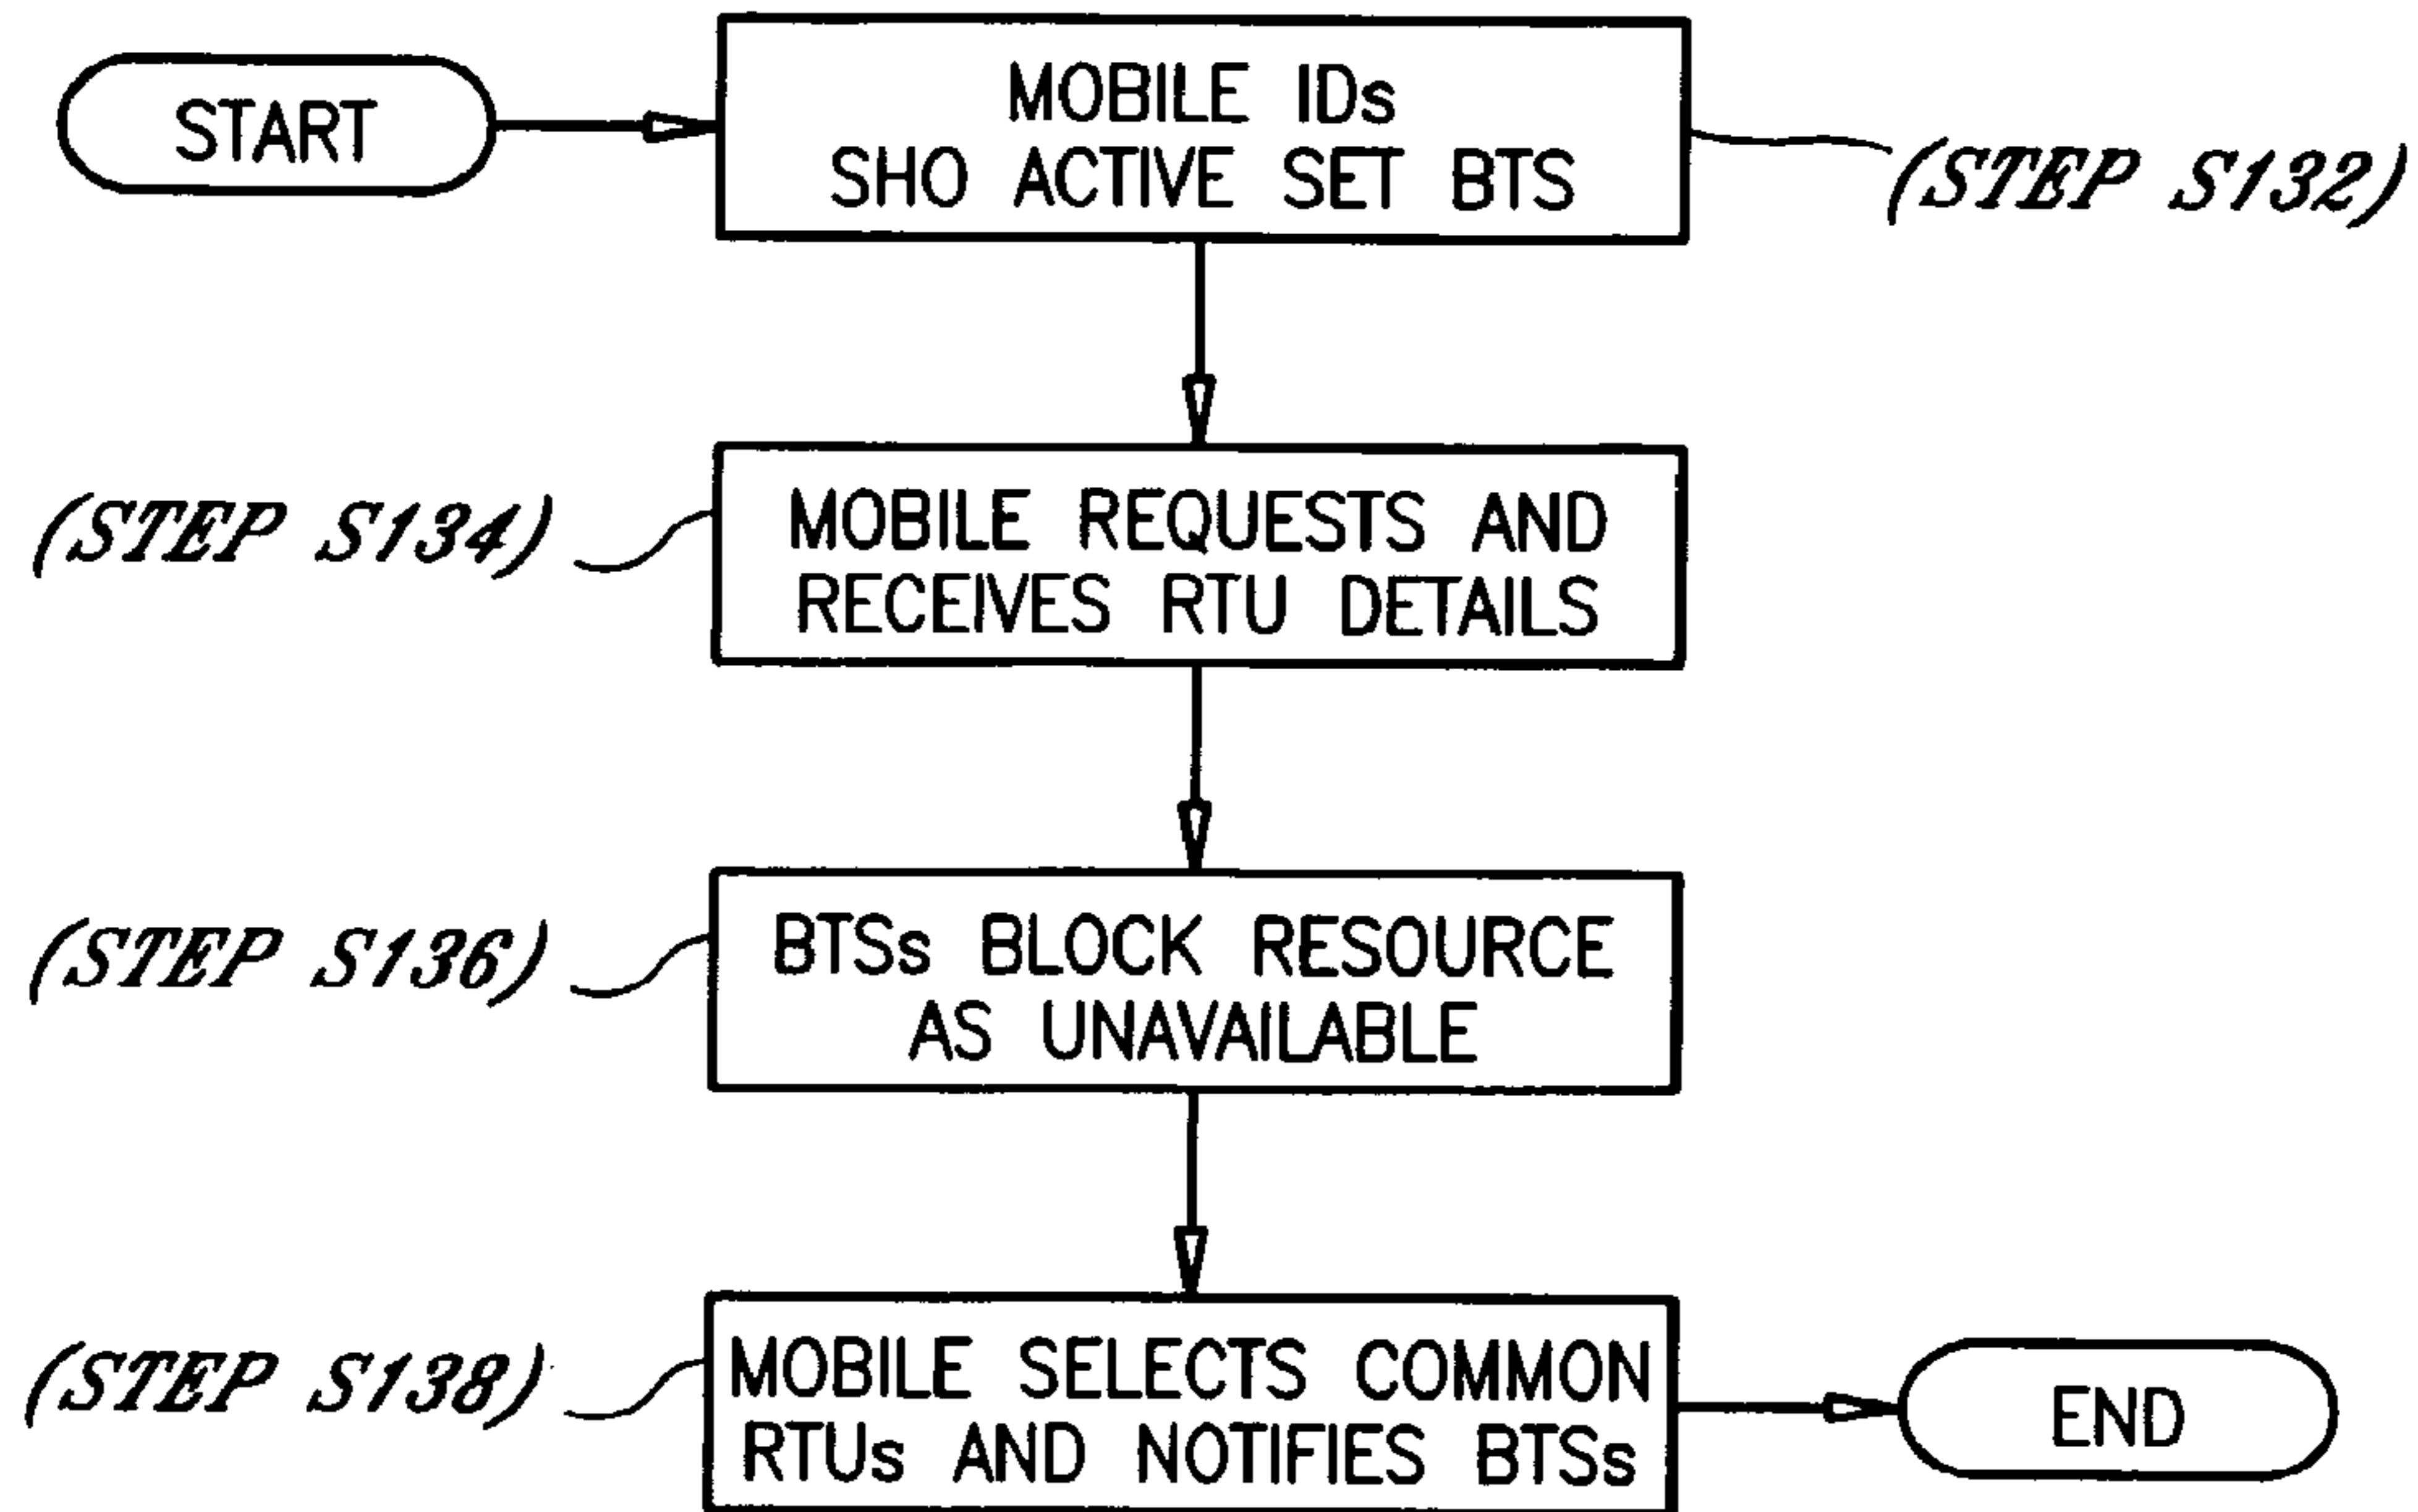 START
MOBILE IDs
SHO ACTIVE SET BTS
(STEP S132)
(STEP S134)
MOBILE REQUESTS AND
RECEIVES RTU DETAILS
(STEP S136)
BTSs BLOCK RESOURCE
AS UNAVAILABLE
(STEP S138)
MOBILE SELECTS COMMON
RTUs AND NOTIFIES BTSs
END